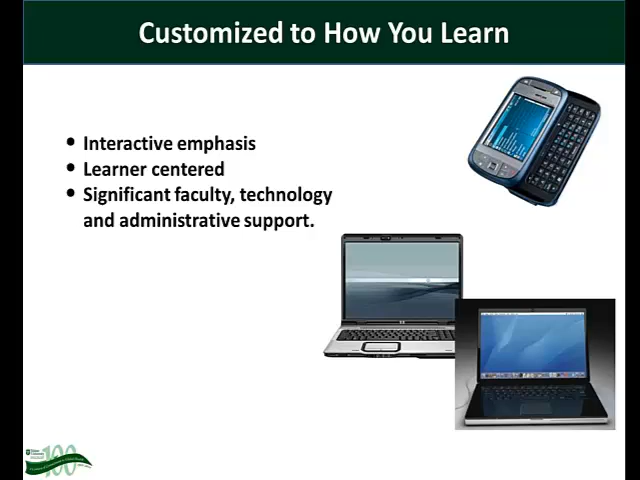 Customized to How You Learn
• Interactive emphasis
• Learner centered
• Significant faculty, technology
and administrative support.
100